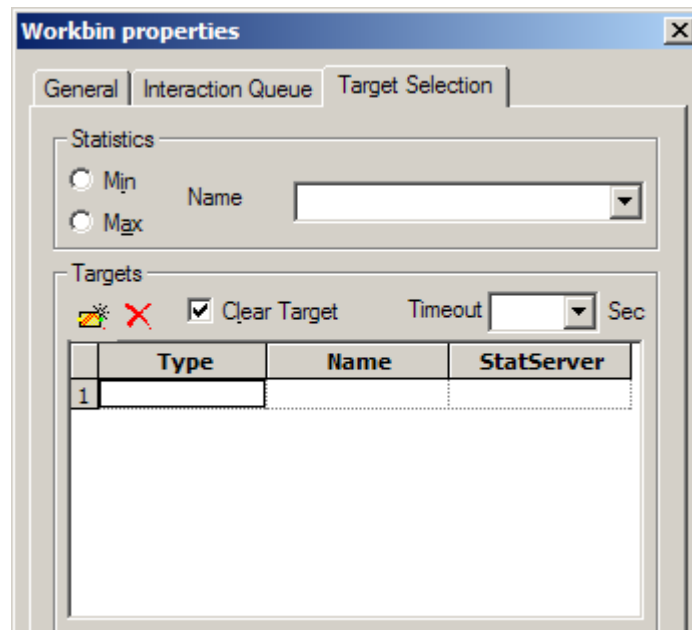 Workbin properties
General Interaction Queue Target Selection
Statistics
Min
Name
Max
Targets
Clear Target Timeout Sec
Type Name StatServer
1